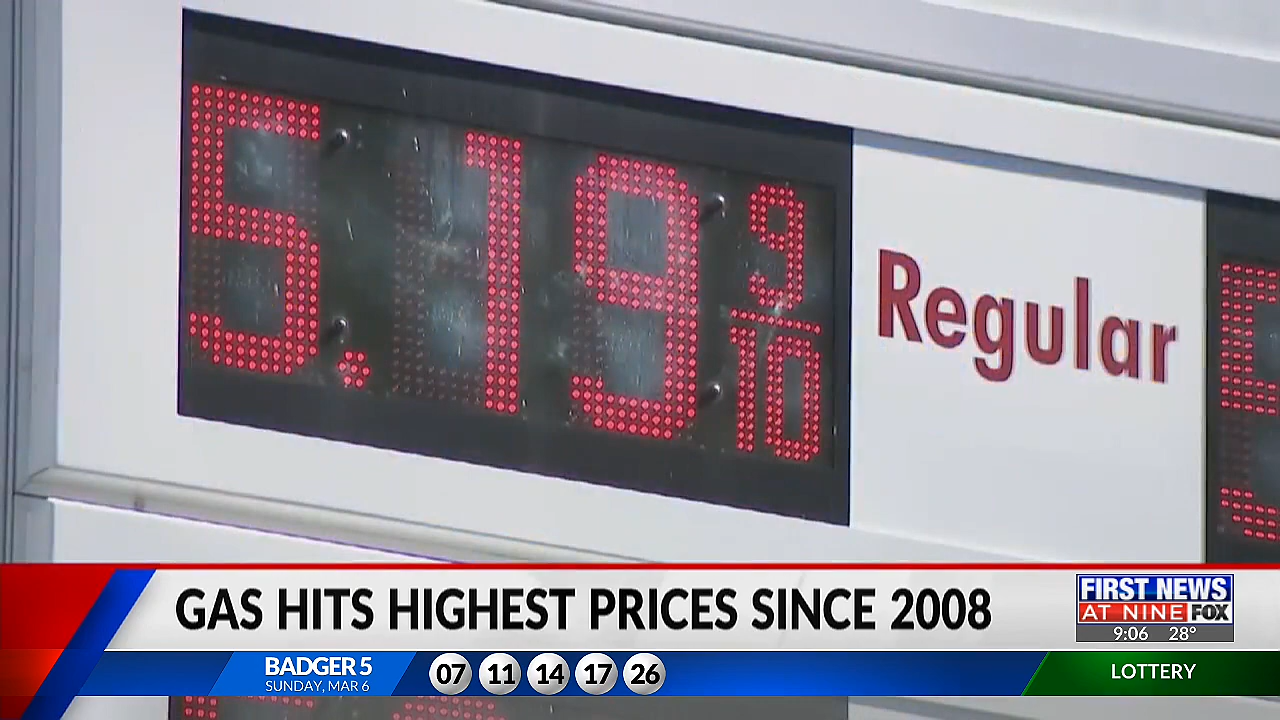 5.19 9/10
Regular
GAS HITS HIGHEST PRICES SINCE 2008
FIRST NEWS
AT NINE FOX
9:06 28°
BADGER 5
SUNDAY, MAR 6
07 11 14 17 26
LOTTERY